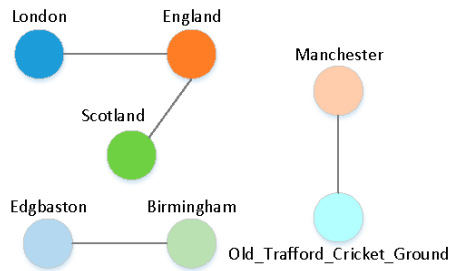 London
England
Manchester
Scotland
Edgbaston
Birmingham
Old_Trafford_Cricket_Ground